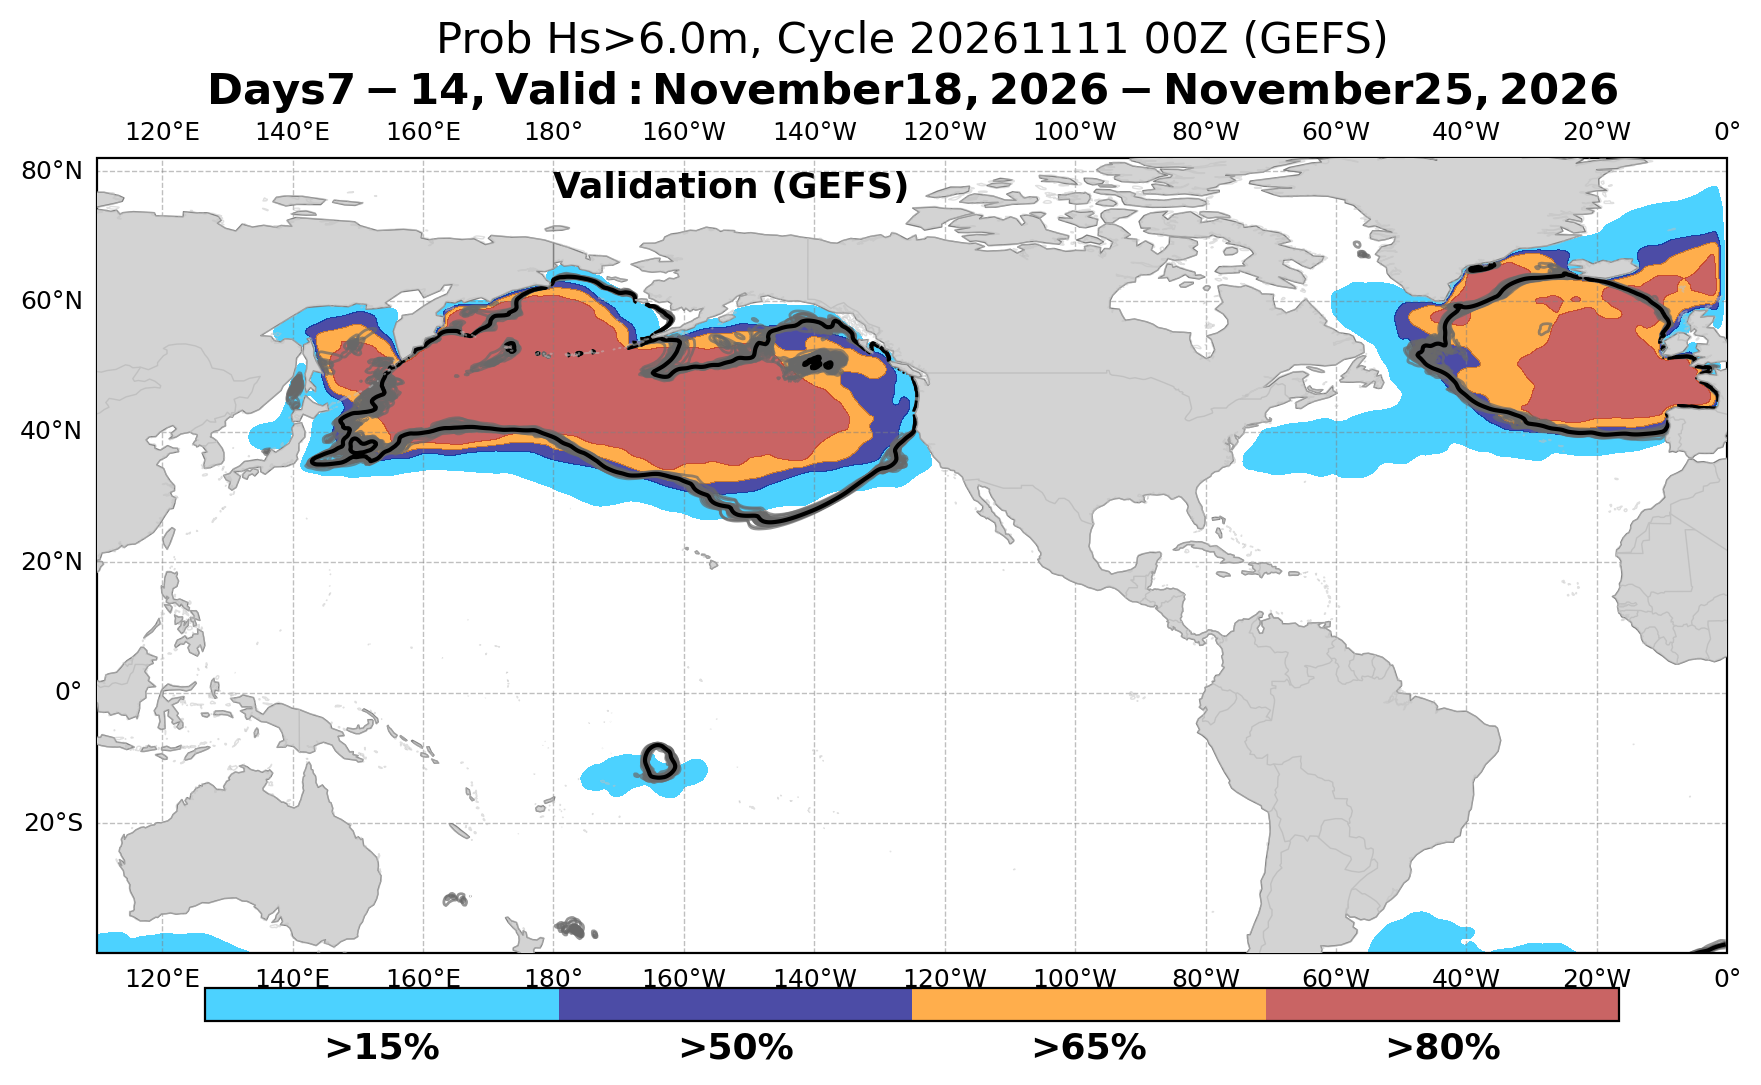 Prob Hs>6.0m, Cycle 20261111 00Z (GEFS)
Days7 − 14, Valid : November18, 2026 − November25, 2026
120°E 140°E 160°E 180° 160°W 140°W 120°W 100°W 80°W 60°W 40°W 20°W 0°
80°N
Validation (GEFS)
60°N
40°N
20°N
0°
20°S
120°E 140°E 160°E 180° 160°W 140°W 120°W 100°W 80°W 60°W 40°W 20°W 0°
>15% >50% >65% >80%